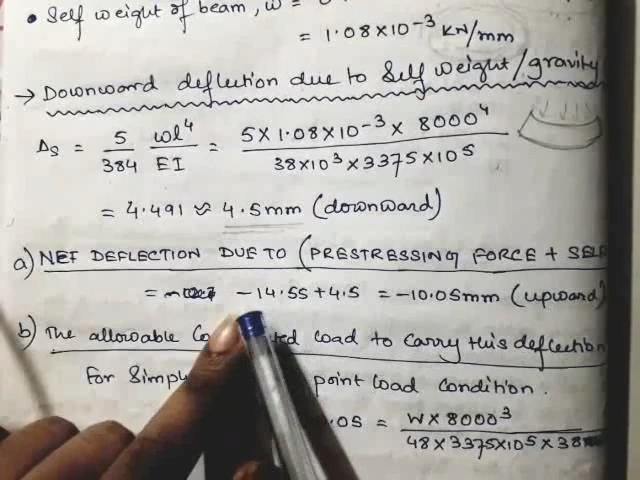 • Self weight of beam, w =
= 1.08×10⁻³ KN/mm
→ Downward deflection due to Self weight/gravity
Δs = 5/384 wl⁴/EI = 5×1.08×10⁻³×8000⁴ / 38×10³×3375×10⁵
= 4.491 ≈ 4.5mm (downward)
a) NET DEFLECTION DUE TO (PRESTRESSING FORCE + SELF
= -14.55+4.5 = -10.05mm (upward)
b) The allowable load to carry this deflection
For point load condition.
.05 = W×8000³ / 48×3375×10⁵×38